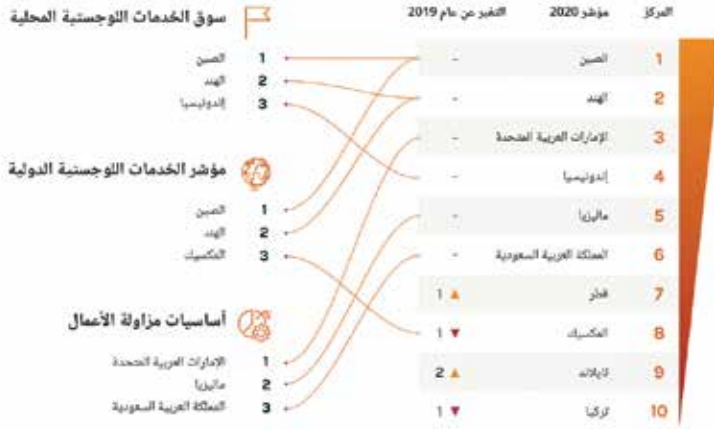 المركز مؤشر 2020 التغير عن عام 2019
1 الصين -
2 الهند -
3 الإمارات العربية المتحدة -
4 إندونيسيا -
5 ماليزيا -
6 المملكة العربية السعودية -
7 قطر ▲ 1
8 المكسيك ▼ 1
9 تايلاند ▲ 2
10 تركيا ▼ 1
سوق الخدمات اللوجستية المحلية
1 الصين
2 الهند
3 إندونيسيا
مؤشر الخدمات اللوجستية الدولية
1 الصين
2 الهند
3 المكسيك
أساسيات مزاولة الأعمال
1 الإمارات العربية المتحدة
2 ماليزيا
3 المملكة العربية السعودية